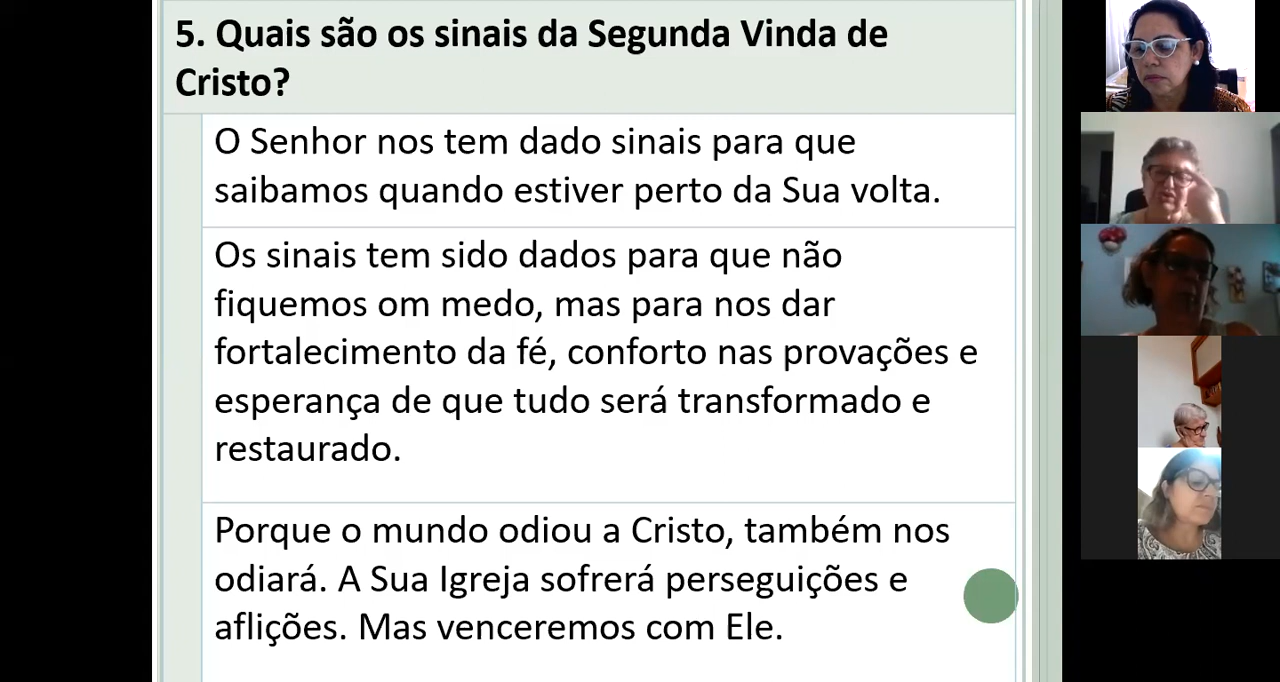 5. Quais são os sinais da Segunda Vinda de
Cristo?
O Senhor nos tem dado sinais para que
saibamos quando estiver perto da Sua volta.
Os sinais tem sido dados para que não
fiquemos om medo, mas para nos dar
fortalecimento da fé, conforto nas provações e
esperança de que tudo será transformado e
restaurado.
Porque o mundo odiou a Cristo, também nos
odiará. A Sua Igreja sofrerá perseguições e
aflições. Mas venceremos com Ele.